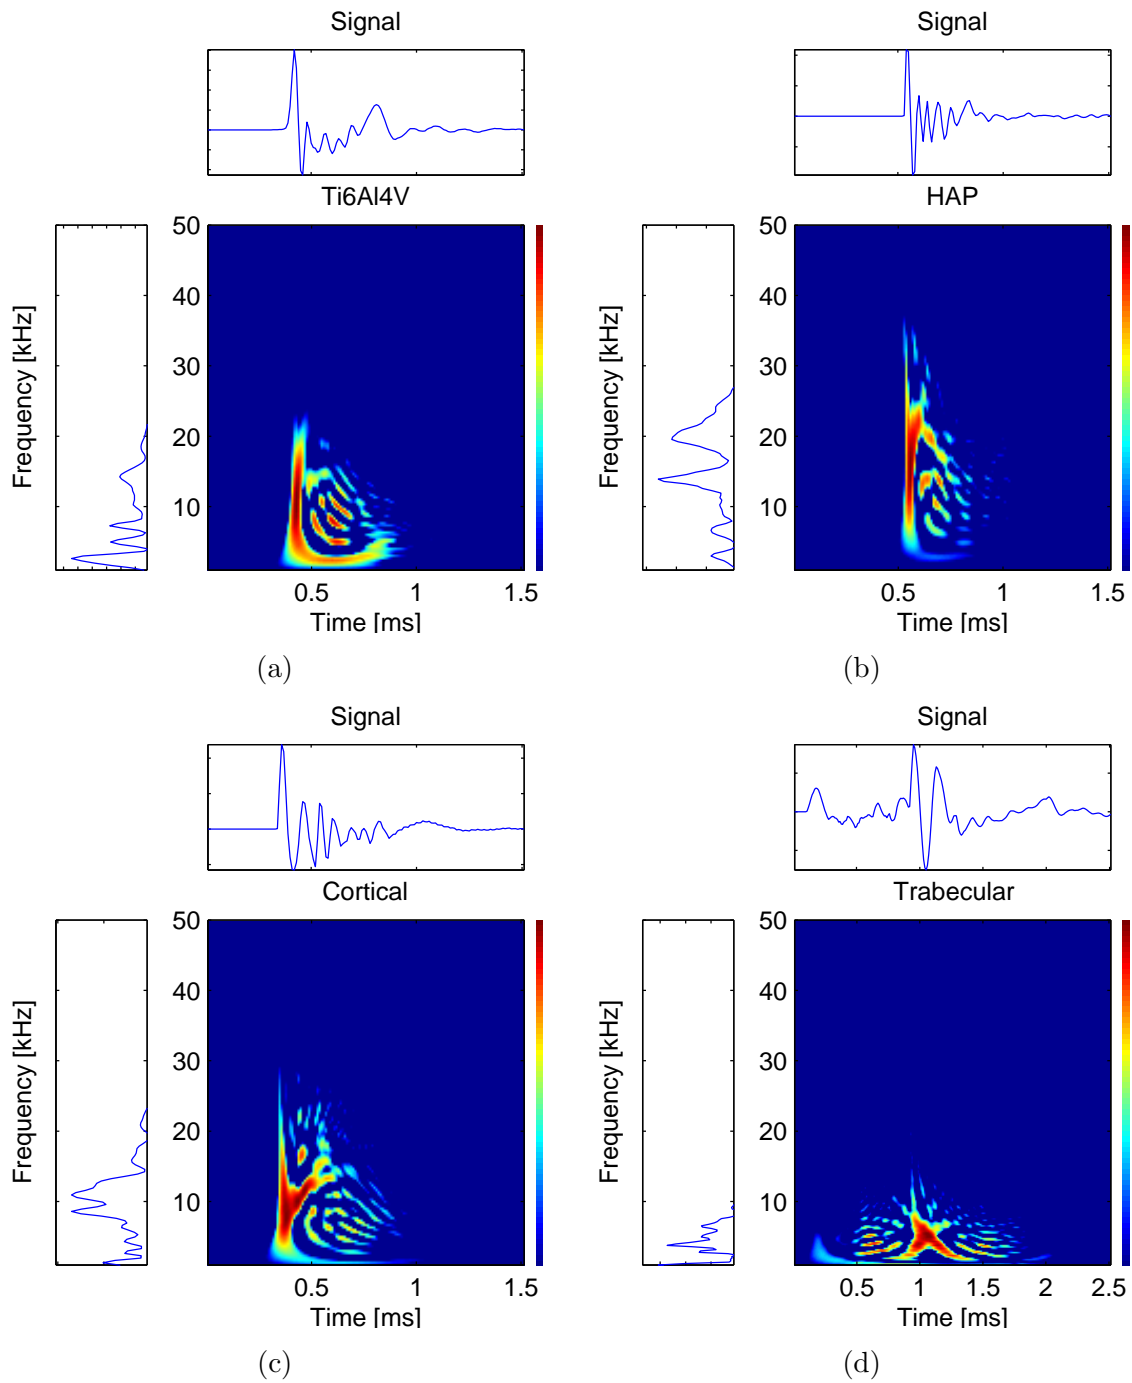 Signal
Ti6Al4V
Frequency [kHz]
50
40
30
20
10
0.5 1 1.5
Time [ms]
(a)
Signal
HAP
Frequency [kHz]
50
40
30
20
10
0.5 1 1.5
Time [ms]
(b)
Signal
Cortical
Frequency [kHz]
50
40
30
20
10
0.5 1 1.5
Time [ms]
(c)
Signal
Trabecular
Frequency [kHz]
50
40
30
20
10
0.5 1 1.5 2 2.5
Time [ms]
(d)